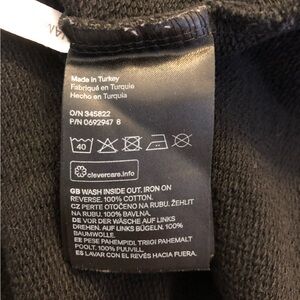 Made in Turkey
Fabriqué en Turquie
Hecho en Turquía
O/N 345822
P/N 0692947 8
40
clevercare.info
GB WASH INSIDE OUT. IRON ON
REVERSE. 100% COTTON.
CZ PERTE OTOČENO NA RUBU. ŽEHLIT
NA RUBU. 100% BAVLNA.
DE VOR DER WÄSCHE AUF LINKS
DREHEN. AUF LINKS BÜGELN. 100%
BAUMWOLLE.
EE PESE PAHEMPIDI. TRIIGI PAHEMALT
POOLT. 100% PUUVILL.
ES LAVAR CON EL REVÉS HACIA FUERA.